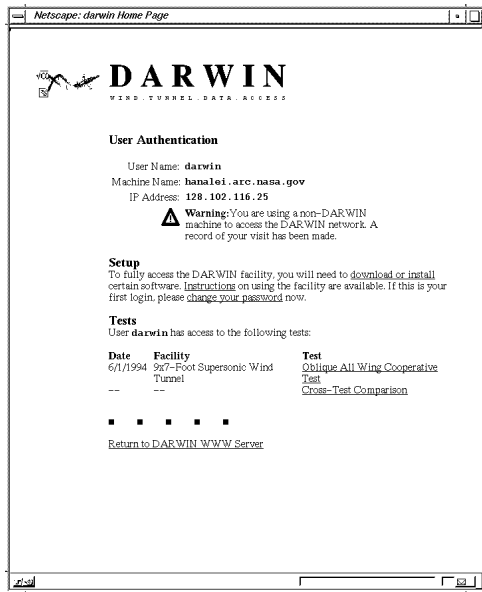 Netscape: darwin Home Page
DARWIN
WIND.TUNNEL.DATA.ACCESS
User Authentication
User Name: darwin
Machine Name: hanalei.arc.nasa.gov
IP Address: 128.102.116.25
Warning: You are using a non-DARWIN
machine to access the DARWIN network. A
record of your visit has been made.
Setup
To fully access the DARWIN facility, you will need to download or install
certain software. Instructions on using the facility are available. If this is your
first login, please change your password now.
Tests
User darwin has access to the following tests:
Date Facility Test
6/1/1994 9x7-Foot Supersonic Wind Oblique All Wing Cooperative
Tunnel Test
-- -- Cross-Test Comparison
Return to DARWIN WWW Server